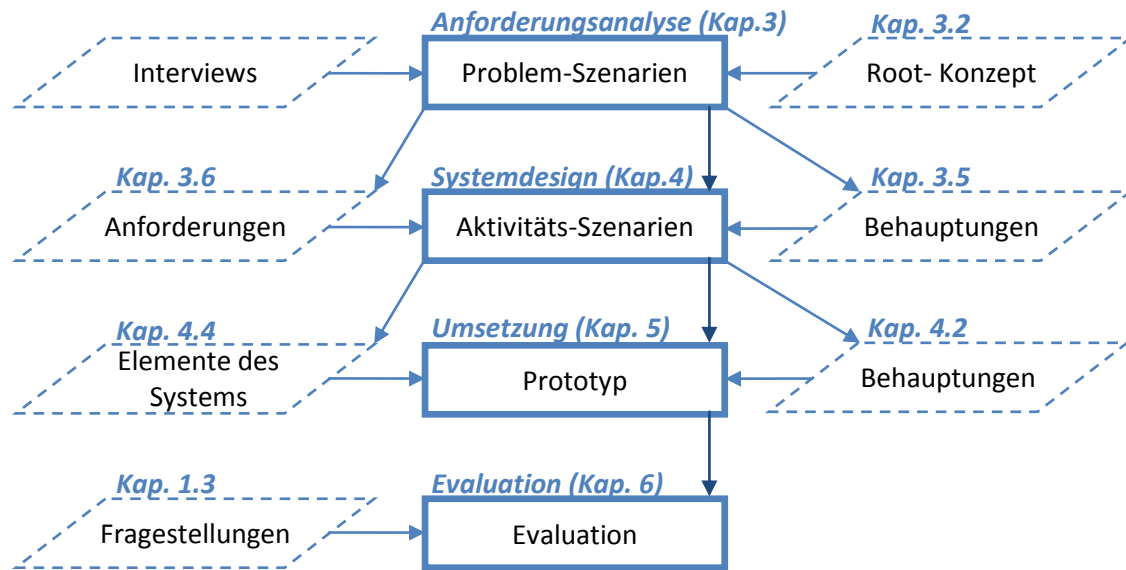 Anforderungsanalyse (Kap.3)
Kap. 3.2
Interviews
Problem-Szenarien
Root- Konzept
Kap. 3.6
Systemdesign (Kap.4)
Kap. 3.5
Anforderungen
Aktivitäts-Szenarien
Behauptungen
Kap. 4.4
Umsetzung (Kap. 5)
Kap. 4.2
Elemente des
Systems
Prototyp
Behauptungen
Kap. 1.3
Evaluation (Kap. 6)
Fragestellungen
Evaluation